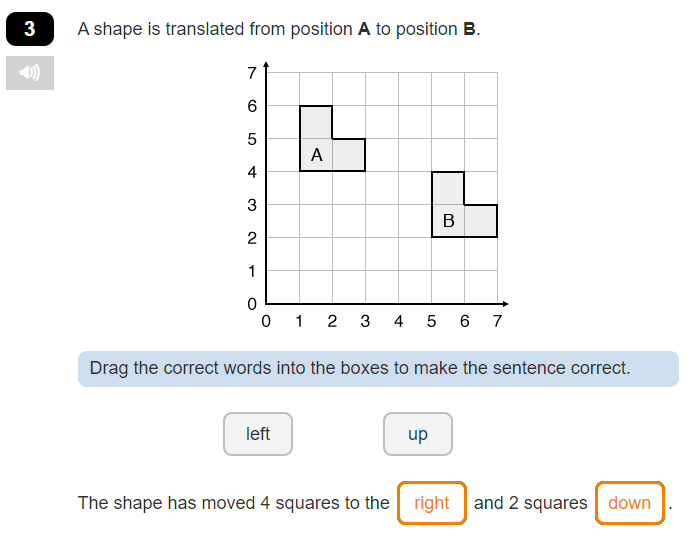 3
A shape is translated from position A to position B.
7
6
5
A
4
3
B
2
1
0
0 1 2 3 4 5 6 7
Drag the correct words into the boxes to make the sentence correct.
left up
The shape has moved 4 squares to the right and 2 squares down.